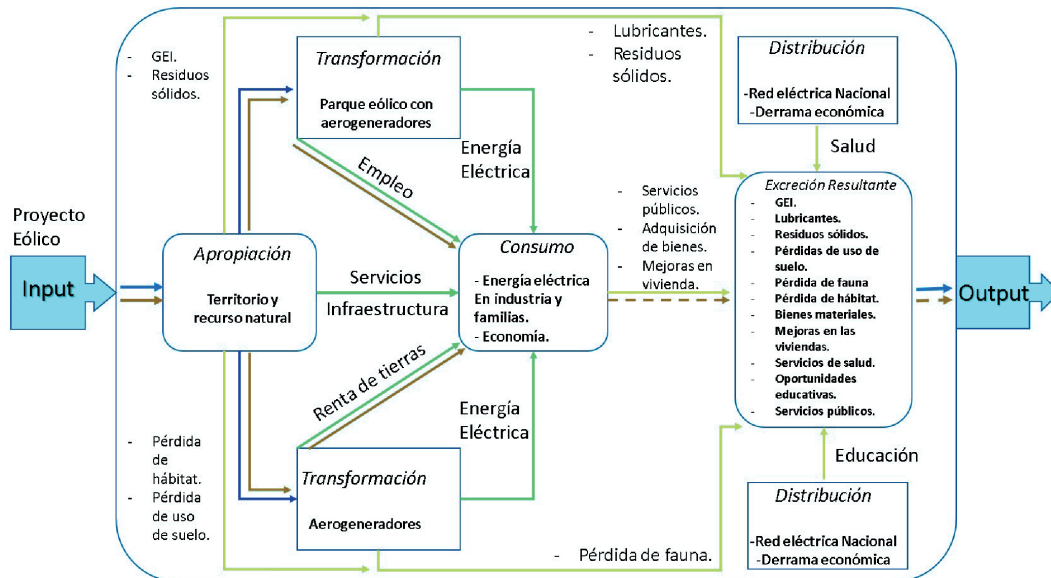 Proyecto
Eólico
Input
- GEI.
- Residuos
sólidos.
Apropiación
Territorio y
recurso natural
- Pérdida
de
hábitat.
- Pérdida
de uso
de suelo.
Transformación
Parque eólico con
aerogeneradores
Empleo
Energía
Eléctrica
Servicios
Infraestructura
Renta de tierras
Energía
Eléctrica
Transformación
Aerogeneradores
Consumo
- Energía eléctrica
En industria y
familias.
- Economía.
- Lubricantes.
- Residuos
sólidos.
- Servicios
públicos.
- Adquisición
de bienes.
- Mejoras en
vivienda.
- Pérdida de fauna.
Distribución
-Red eléctrica Nacional
-Derrama económica
Salud
Excreción Resultante
- GEI.
- Lubricantes.
- Residuos sólidos.
- Pérdidas de uso de
suelo.
- Pérdida de fauna
- Pérdida de hábitat.
- Bienes materiales.
- Mejoras en las
viviendas.
- Servicios de salud.
- Oportunidades
educativas.
- Servicios públicos.
Educación
Distribución
-Red eléctrica Nacional
- Derrama económica
Output